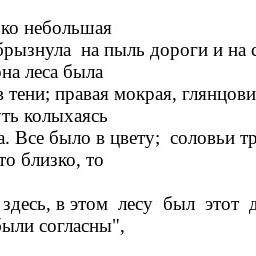 ко небольшая
брызнула на пыль дороги и на
на леса была
в тени; правая мокрая, глянцови
ть колыхаясь
а. Все было в цвету; соловьи тр
то близко, то
здесь, в этом лесу был этот
были согласны",